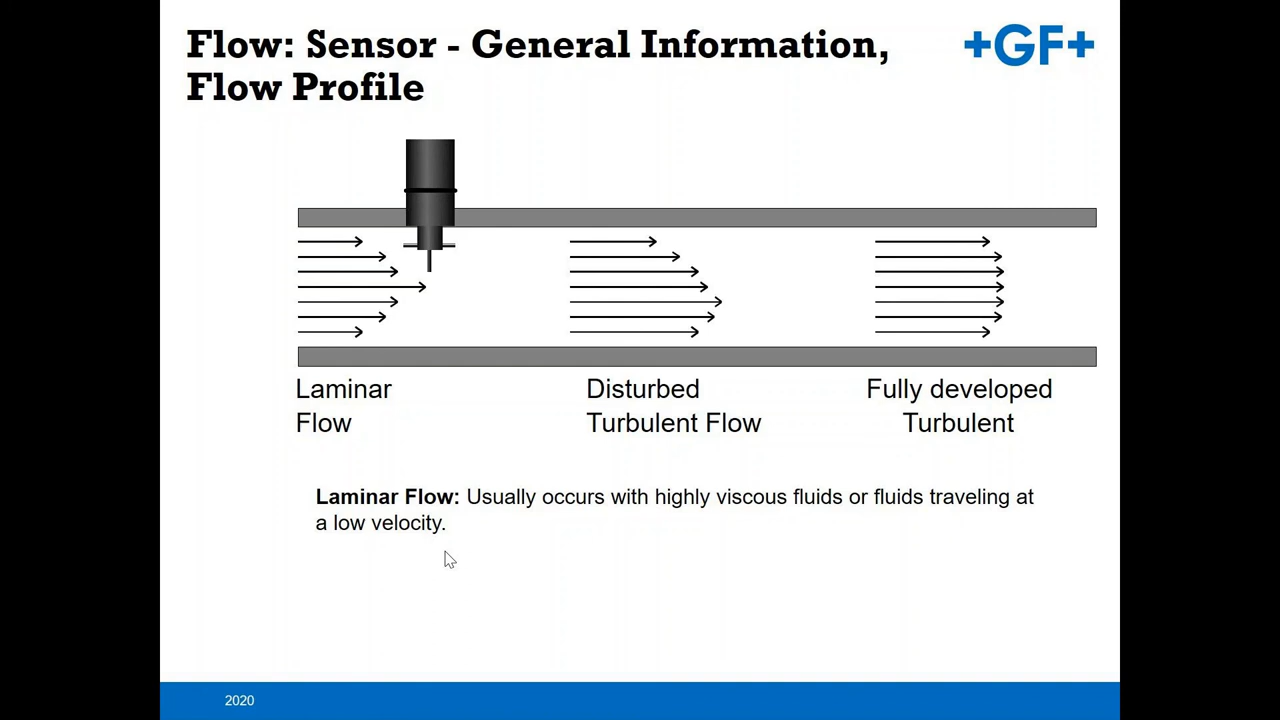 Flow: Sensor - General Information,
Flow Profile
+GF+
Laminar
Flow
Disturbed
Turbulent Flow
Fully developed
Turbulent
Laminar Flow: Usually occurs with highly viscous fluids or fluids traveling at
a low velocity.
2020